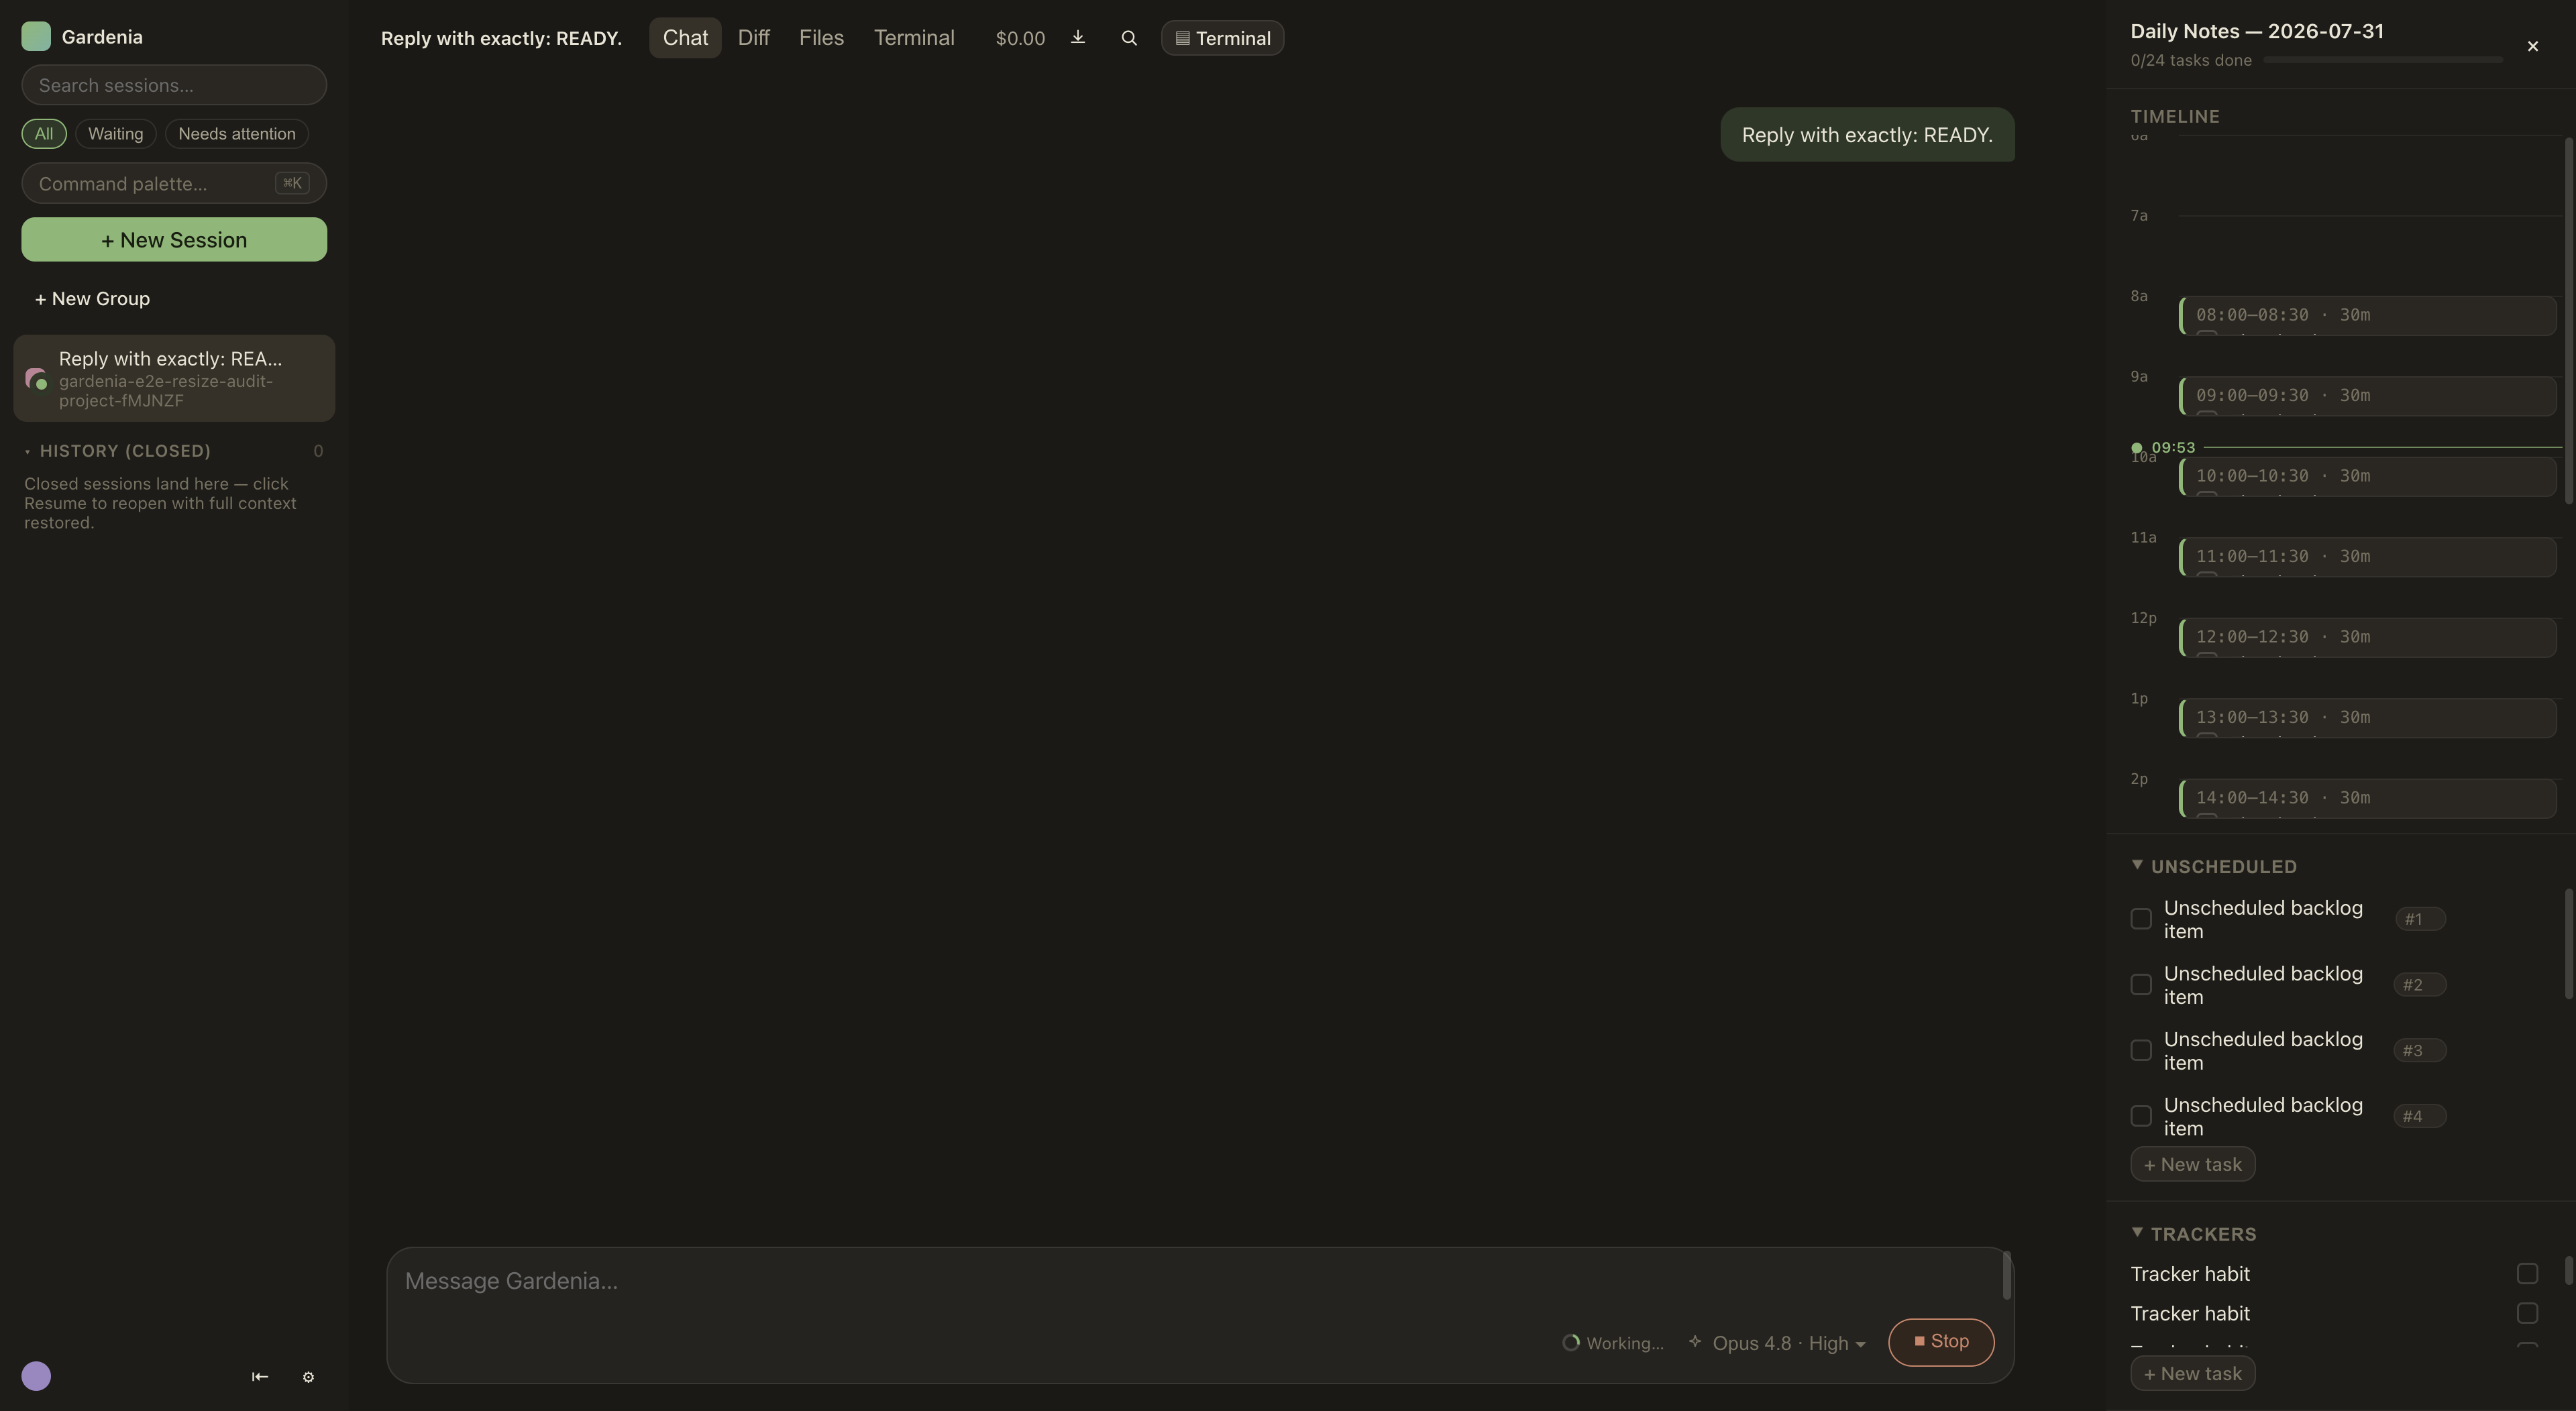 Gardenia
Search sessions...
All
Waiting
Needs attention
Command palette...
⌘K
+ New Session
+ New Group
Reply with exactly: REA...
gardenia-e2e-resize-audit-
project-fMJNZF
HISTORY (CLOSED)
0
Closed sessions land here — click
Resume to reopen with full context
restored.
Reply with exactly: READY.
Chat
Diff
Files
Terminal
$0.00
Terminal
Reply with exactly: READY.
Message Gardenia...
Working...
Opus 4.8 · High
Stop
Daily Notes — 2026-07-31
0/24 tasks done
TIMELINE
6a
7a
8a
08:00–08:30 · 30m
9a
09:00–09:30 · 30m
09:53
10a
10:00–10:30 · 30m
11a
11:00–11:30 · 30m
12p
12:00–12:30 · 30m
1p
13:00–13:30 · 30m
2p
14:00–14:30 · 30m
UNSCHEDULED
Unscheduled backlog
item
#1
Unscheduled backlog
item
#2
Unscheduled backlog
item
#3
Unscheduled backlog
item
#4
+ New task
TRACKERS
Tracker habit
Tracker habit
+ New task